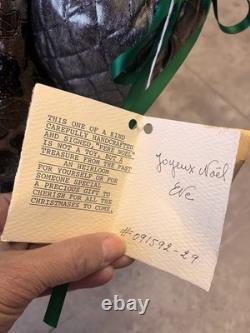 THIS ONE OF A KIND
CAREFULLY HANDCRAFTED
AND SIGNED, PERE NOEL
IS NOT A TOY, BUT A
TREASURE FROM THE PAST
AN HEIRLOOM
FOR YOURSELF OR FOR
SOMEONE SPECIAL
A PRECIOUS GIFT TO
CHERISH FOR ALL THE
CHRISTMASES TO COME.
Joyeux Noël
Eve
#091592-29